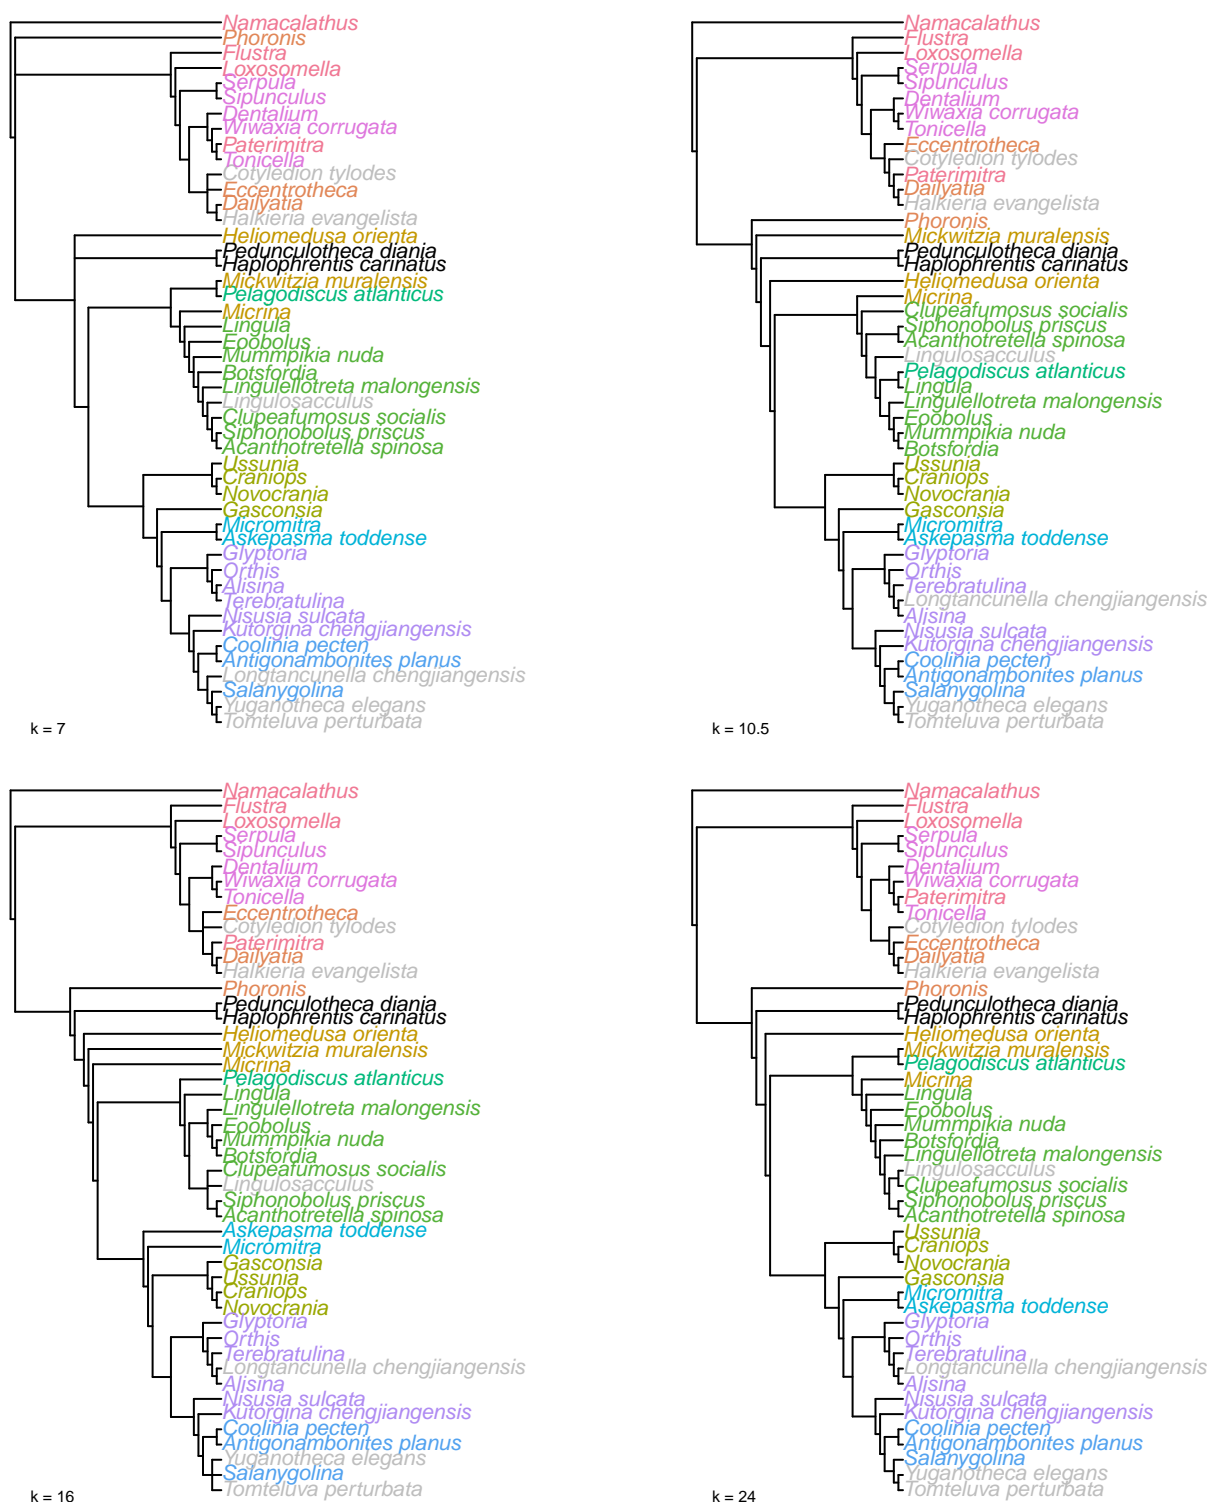 Namacalathus
Phoronis
Flustra
Loxosomella
Serpula
Sipunculus
Dentalium
Wiwaxia corrugata
Paterimitra
Tonicella
Cotyledion tylodes
Eccentrotheca
Dailyatia
Halkieria evangelista
Heliomedusa orienta
Pedunculotheca diania
Haplophrentis carinatus
Mickwitzia muralensis
Pelagodiscus atlanticus
Micrina
Lingula
Eoobolus
Mummpikia nuda
Botsfordia
Lingulellotreta malongensis
Lingulosacculus
Clupeafumosus socialis
Siphonobolus priscus
Acanthotretella spinosa
Ussunia
Craniops
Novocrania
Gasconsia
Micromitra
Askepasma toddense
Glyptoria
Orthis
Alisina
Terebratulina
Nisusia sulcata
Kutorgina chengjiangensis
Coolinia pecten
Antigonambonites planus
Longtancunella chengjiangensis
Salanygolina
Yuganotheca elegans
Tomteluva perturbata
k = 7
Namacalathus
Flustra
Loxosomella
Serpula
Sipunculus
Dentalium
Wiwaxia corrugata
Tonicella
Eccentrotheca
Cotyledion tylodes
Paterimitra
Dailyatia
Halkieria evangelista
Phoronis
Mickwitzia muralensis
Pedunculotheca diania
Haplophrentis carinatus
Heliomedusa orienta
Micrina
Clupeafumosus socialis
Siphonobolus priscus
Acanthotretella spinosa
Lingulosacculus
Pelagodiscus atlanticus
Lingula
Lingulellotreta malongensis
Eoobolus
Mummpikia nuda
Botsfordia
Ussunia
Craniops
Novocrania
Gasconsia
Micromitra
Askepasma toddense
Glyptoria
Orthis
Terebratulina
Longtancunella chengjiangensis
Alisina
Nisusia sulcata
Kutorgina chengjiangensis
Coolinia pecten
Antigonambonites planus
Salanygolina
Yuganotheca elegans
Tomteluva perturbata
k = 10.5
Namacalathus
Flustra
Loxosomella
Serpula
Sipunculus
Dentalium
Wiwaxia corrugata
Tonicella
Eccentrotheca
Cotyledion tylodes
Paterimitra
Dailyatia
Halkieria evangelista
Phoronis
Pedunculotheca diania
Haplophrentis carinatus
Heliomedusa orienta
Mickwitzia muralensis
Micrina
Pelagodiscus atlanticus
Lingula
Lingulellotreta malongensis
Eoobolus
Mummpikia nuda
Botsfordia
Clupeafumosus socialis
Lingulosacculus
Siphonobolus priscus
Acanthotretella spinosa
Askepasma toddense
Micromitra
Gasconsia
Ussunia
Craniops
Novocrania
Glyptoria
Orthis
Terebratulina
Longtancunella chengjiangensis
Alisina
Nisusia sulcata
Kutorgina chengjiangensis
Coolinia pecten
Antigonambonites planus
Yuganotheca elegans
Salanygolina
Tomteluva perturbata
k = 16
Namacalathus
Flustra
Loxosomella
Serpula
Sipunculus
Dentalium
Wiwaxia corrugata
Paterimitra
Tonicella
Cotyledion tylodes
Eccentrotheca
Dailyatia
Halkieria evangelista
Phoronis
Pedunculotheca diania
Haplophrentis carinatus
Heliomedusa orienta
Mickwitzia muralensis
Pelagodiscus atlanticus
Micrina
Lingula
Eoobolus
Mummpikia nuda
Botsfordia
Lingulellotreta malongensis
Lingulosacculus
Clupeafumosus socialis
Siphonobolus priscus
Acanthotretella spinosa
Ussunia
Craniops
Novocrania
Gasconsia
Micromitra
Askepasma toddense
Glyptoria
Orthis
Terebratulina
Longtancunella chengjiangensis
Alisina
Nisusia sulcata
Kutorgina chengjiangensis
Coolinia pecten
Antigonambonites planus
Salanygolina
Yuganotheca elegans
Tomteluva perturbata
k = 24